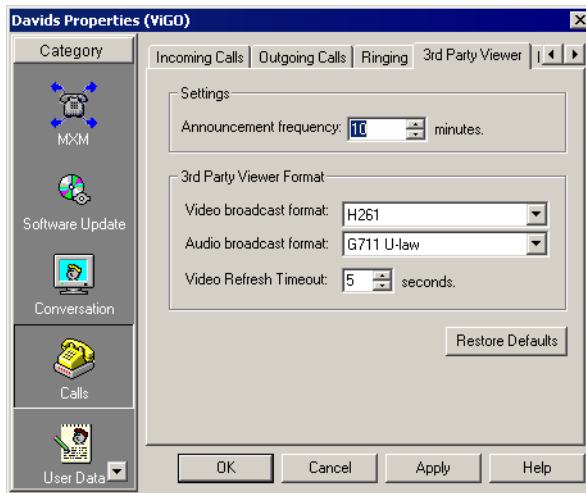 Davids Properties (ViGO)
Category
MXM
Software Update
Conversation
Calls
User Data
Incoming Calls
Outgoing Calls
Ringing
3rd Party Viewer
Settings
Announcement frequency: 10 minutes.
3rd Party Viewer Format
Video broadcast format: H261
Audio broadcast format: G711 U-law
Video Refresh Timeout: 5 seconds.
Restore Defaults
OK
Cancel
Apply
Help